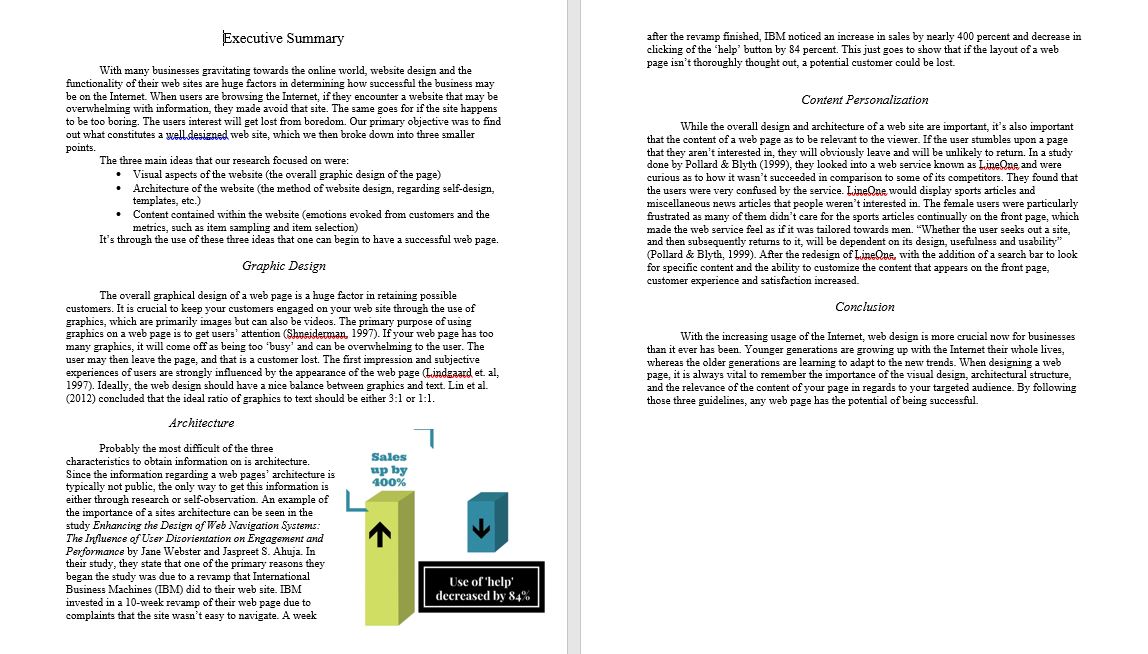 Executive Summary
With many businesses gravitating towards the online world, website design and the
functionality of their web sites are huge factors in determining how successful the business may
be on the Internet. When users are browsing the Internet, if they encounter a website that may be
overwhelming with information, they made avoid that site. The same goes for if the site happens
to be too boring. The users interest will get lost from boredom. Our primary objective was to find
out what constitutes a well designed web site, which we then broke down into three smaller
points.
The three main ideas that our research focused on were:
• Visual aspects of the website (the overall graphic design of the page)
• Architecture of the website (the method of website design, regarding self-design,
templates, etc.)
• Content contained within the website (emotions evoked from customers and the
metrics, such as item sampling and item selection)
It’s through the use of these three ideas that one can begin to have a successful web page.
Graphic Design
The overall graphical design of a web page is a huge factor in retaining possible
customers. It is crucial to keep your customers engaged on your web site through the use of
graphics, which are primarily images but can also be videos. The primary purpose of using
graphics on a web page is to get users’ attention (Shneiderman, 1997). If your web page has too
many graphics, it will come off as being too ‘busy’ and can be overwhelming to the user. The
user may then leave the page, and that is a customer lost. The first impression and subjective
experiences of users are strongly influenced by the appearance of the web page (Lindgaard et. al,
1997). Ideally, the web design should have a nice balance between graphics and text. Lin et al.
(2012) concluded that the ideal ratio of graphics to text should be either 3:1 or 1:1.
Architecture
Probably the most difficult of the three
characteristics to obtain information on is architecture.
Since the information regarding a web pages’ architecture is
typically not public, the only way to get this information is
either through research or self-observation. An example of
the importance of a sites architecture can be seen in the
study Enhancing the Design of Web Navigation Systems:
The Influence of User Disorientation on Engagement and
Performance by Jane Webster and Jaspreet S. Ahuja. In
their study, they state that one of the primary reasons they
began the study was due to a revamp that International
Business Machines (IBM) did to their web site. IBM
invested in a 10-week revamp of their web page due to
complaints that the site wasn’t easy to navigate. A week
Sales
up by
400%
Use of 'help'
decreased by 84%
after the revamp finished, IBM noticed an increase in sales by nearly 400 percent and decrease in
clicking of the ‘help’ button by 84 percent. This just goes to show that if the layout of a web
page isn’t thoroughly thought out, a potential customer could be lost.
Content Personalization
While the overall design and architecture of a web site are important, it’s also important
that the content of a web page as to be relevant to the viewer. If the user stumbles upon a page
that they aren’t interested in, they will obviously leave and will be unlikely to return. In a study
done by Pollard & Blyth (1999), they looked into a web service known as LineOne and were
curious as to how it wasn’t succeeded in comparison to some of its competitors. They found that
the users were very confused by the service. LineOne would display sports articles and
miscellaneous news articles that people weren’t interested in. The female users were particularly
frustrated as many of them didn’t care for the sports articles continually on the front page, which
made the web service feel as if it was tailored towards men. “Whether the user seeks out a site,
and then subsequently returns to it, will be dependent on its design, usefulness and usability”
(Pollard & Blyth, 1999). After the redesign of LineOne, with the addition of a search bar to look
for specific content and the ability to customize the content that appears on the front page,
customer experience and satisfaction increased.
Conclusion
With the increasing usage of the Internet, web design is more crucial now for businesses
than it ever has been. Younger generations are growing up with the Internet their whole lives,
whereas the older generations are learning to adapt to the new trends. When designing a web
page, it is always vital to remember the importance of the visual design, architectural structure,
and the relevance of the content of your page in regards to your targeted audience. By following
those three guidelines, any web page has the potential of being successful.